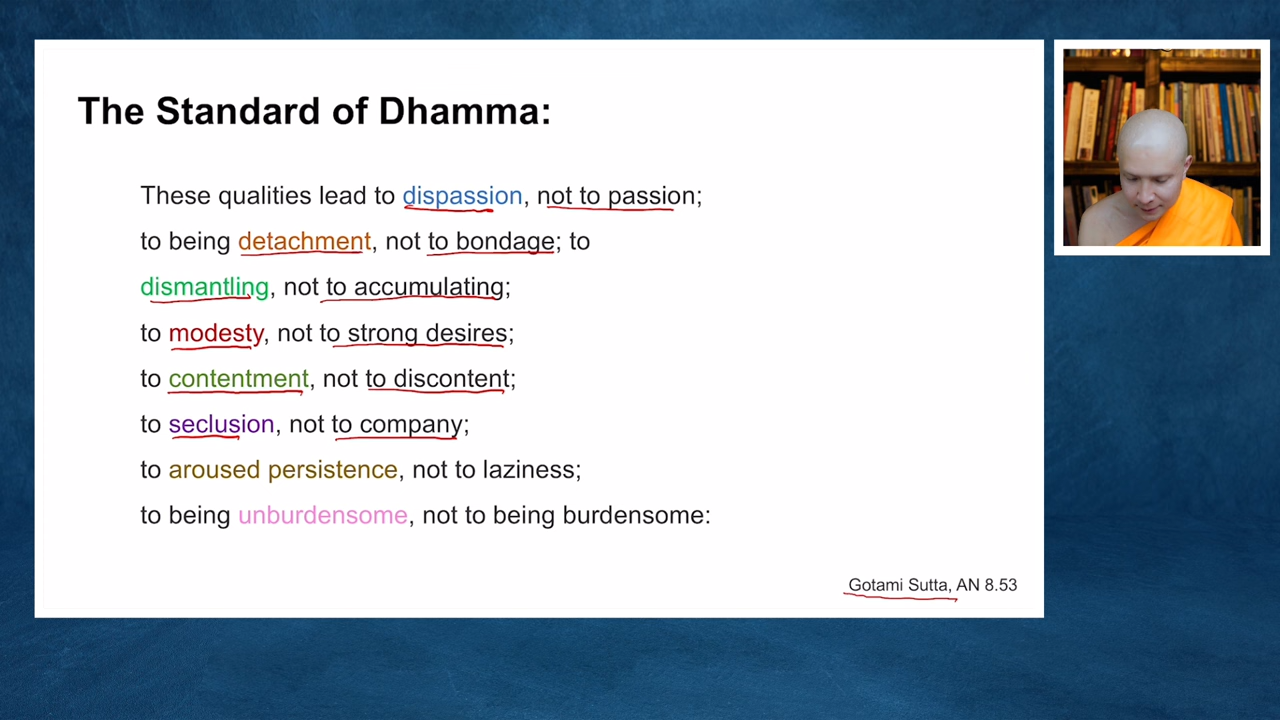 The Standard of Dhamma:
These qualities lead to dispassion, not to passion;
to being detachment, not to bondage; to
dismantling, not to accumulating;
to modesty, not to strong desires;
to contentment, not to discontent;
to seclusion, not to company;
to aroused persistence, not to laziness;
to being unburdensome, not to being burdensome:
Gotami Sutta, AN 8.53